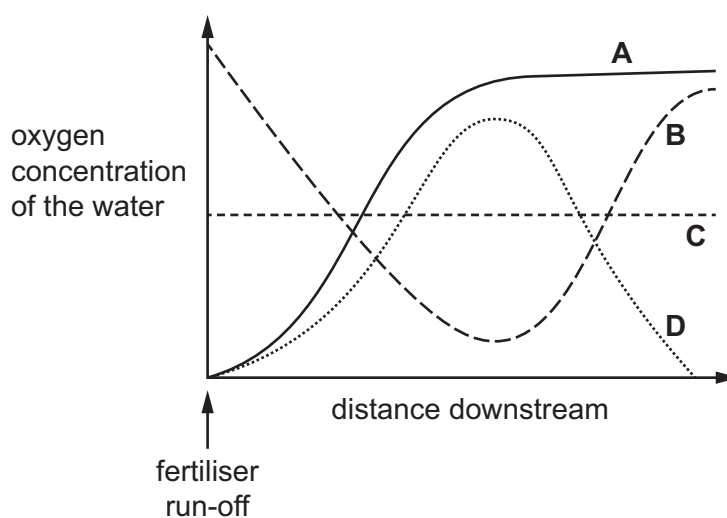 A
oxygen
concentration
of the water
B
C
D
distance downstream
fertiliser
run-off